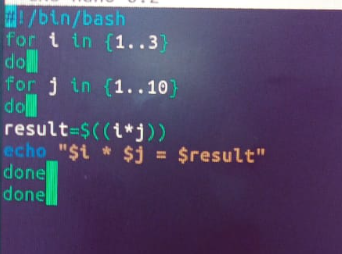 #!/bin/bash
for i in {1..3}
do
for j in {1..10}
do
result=$((i*j))
echo "$i * $j = $result"
done
done